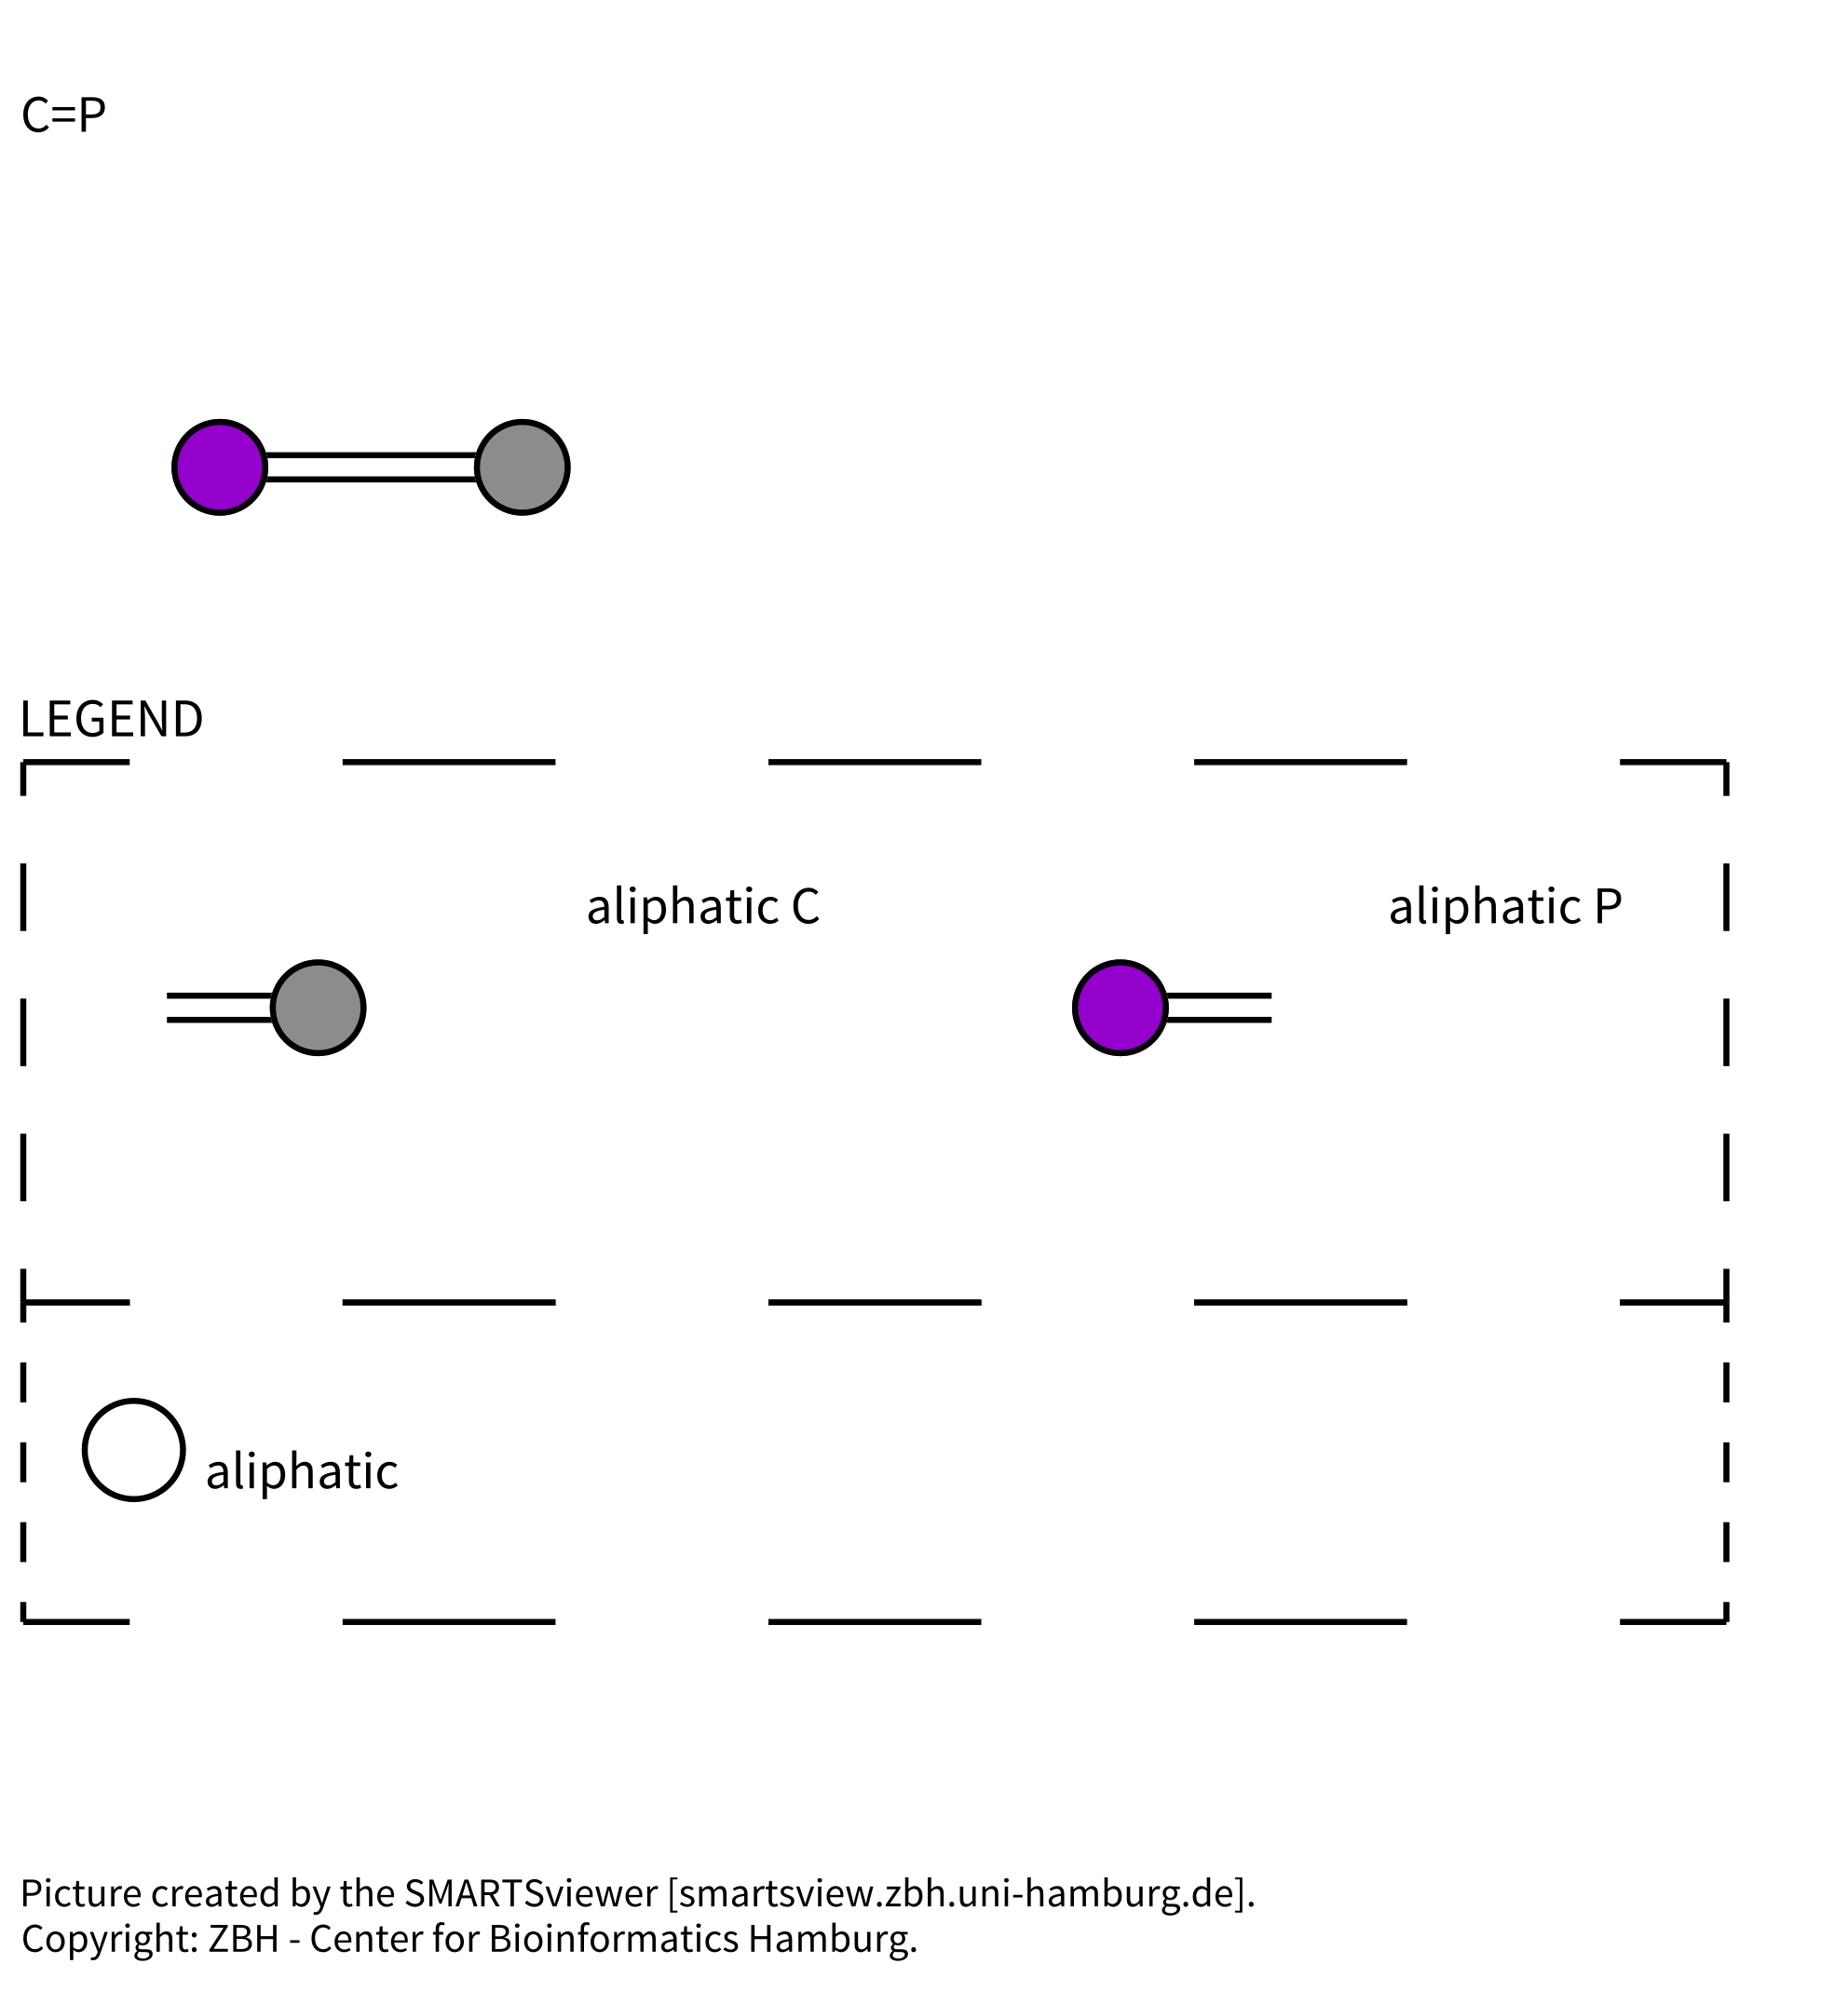 C=P
LEGEND
aliphatic C
aliphatic P
aliphatic
Picture created by the SMARTSviewer [smartsview.zbh.uni-hamburg.de].
Copyright: ZBH - Center for Bioinformatics Hamburg.